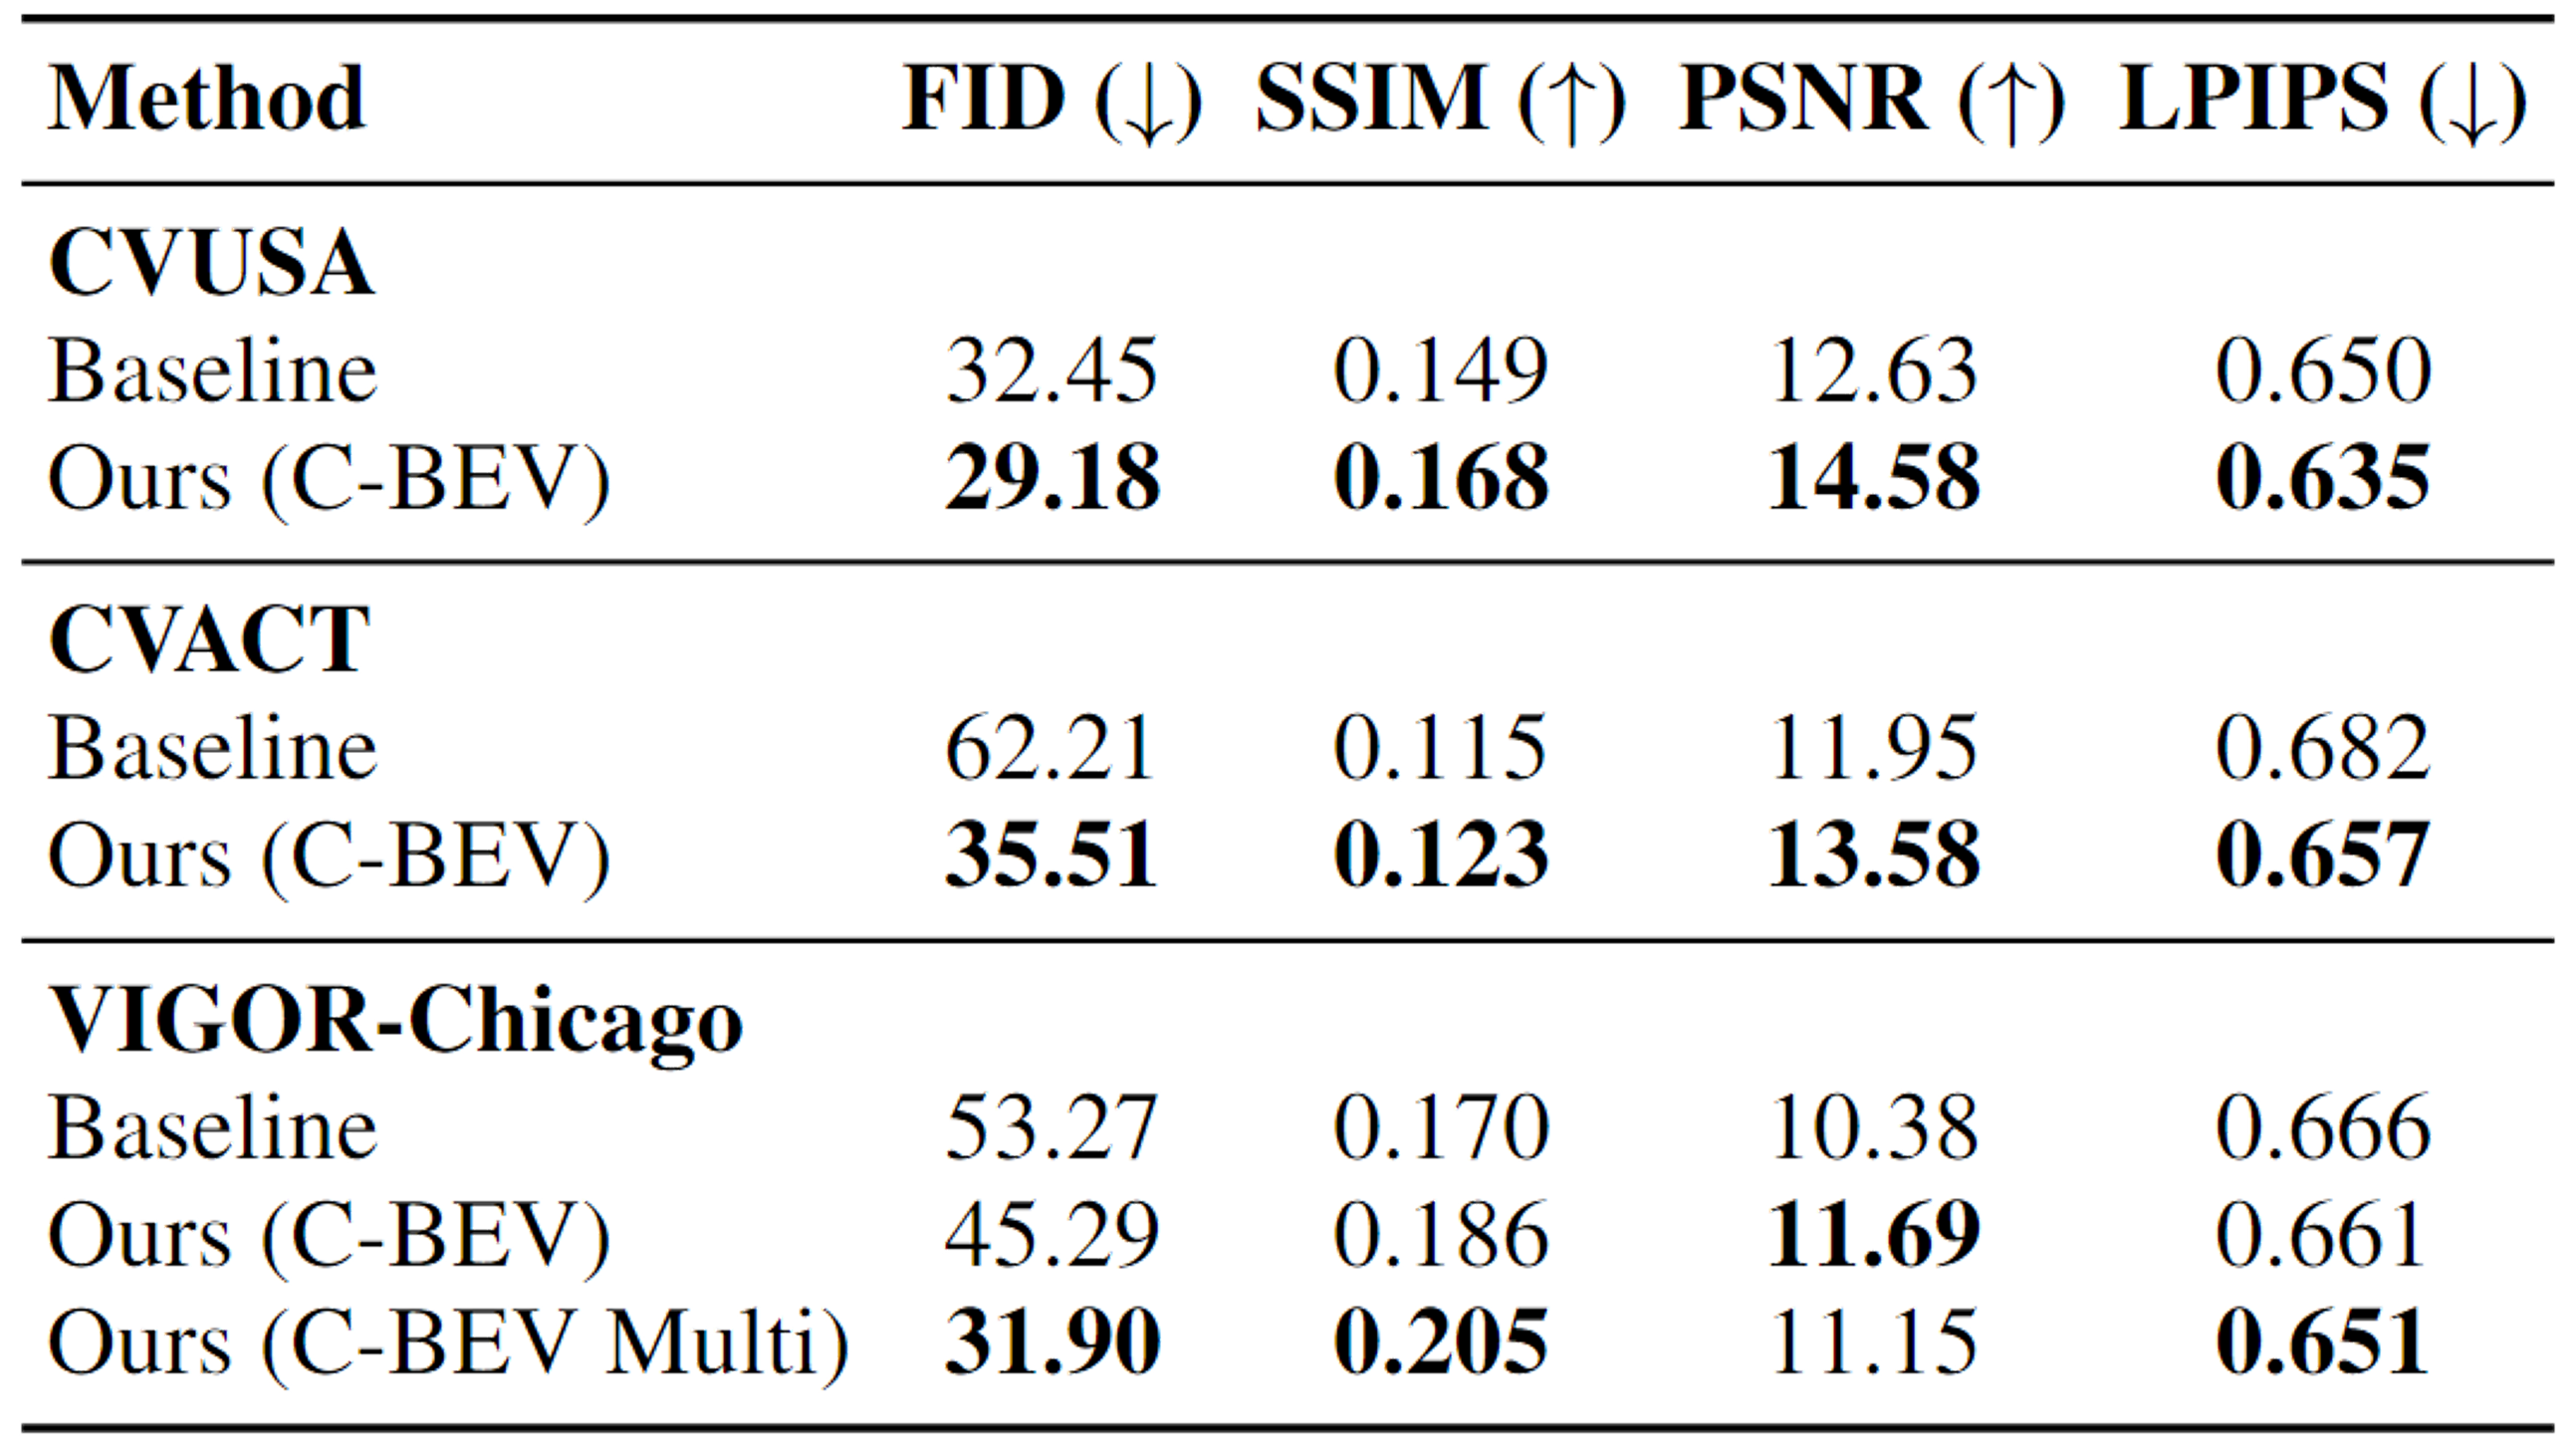 Method FID (↓) SSIM (↑) PSNR (↑) LPIPS (↓)
CVUSA
Baseline 32.45 0.149 12.63 0.650
Ours (C-BEV) 29.18 0.168 14.58 0.635
CVACT
Baseline 62.21 0.115 11.95 0.682
Ours (C-BEV) 35.51 0.123 13.58 0.657
VIGOR-Chicago
Baseline 53.27 0.170 10.38 0.666
Ours (C-BEV) 45.29 0.186 11.69 0.661
Ours (C-BEV Multi) 31.90 0.205 11.15 0.651